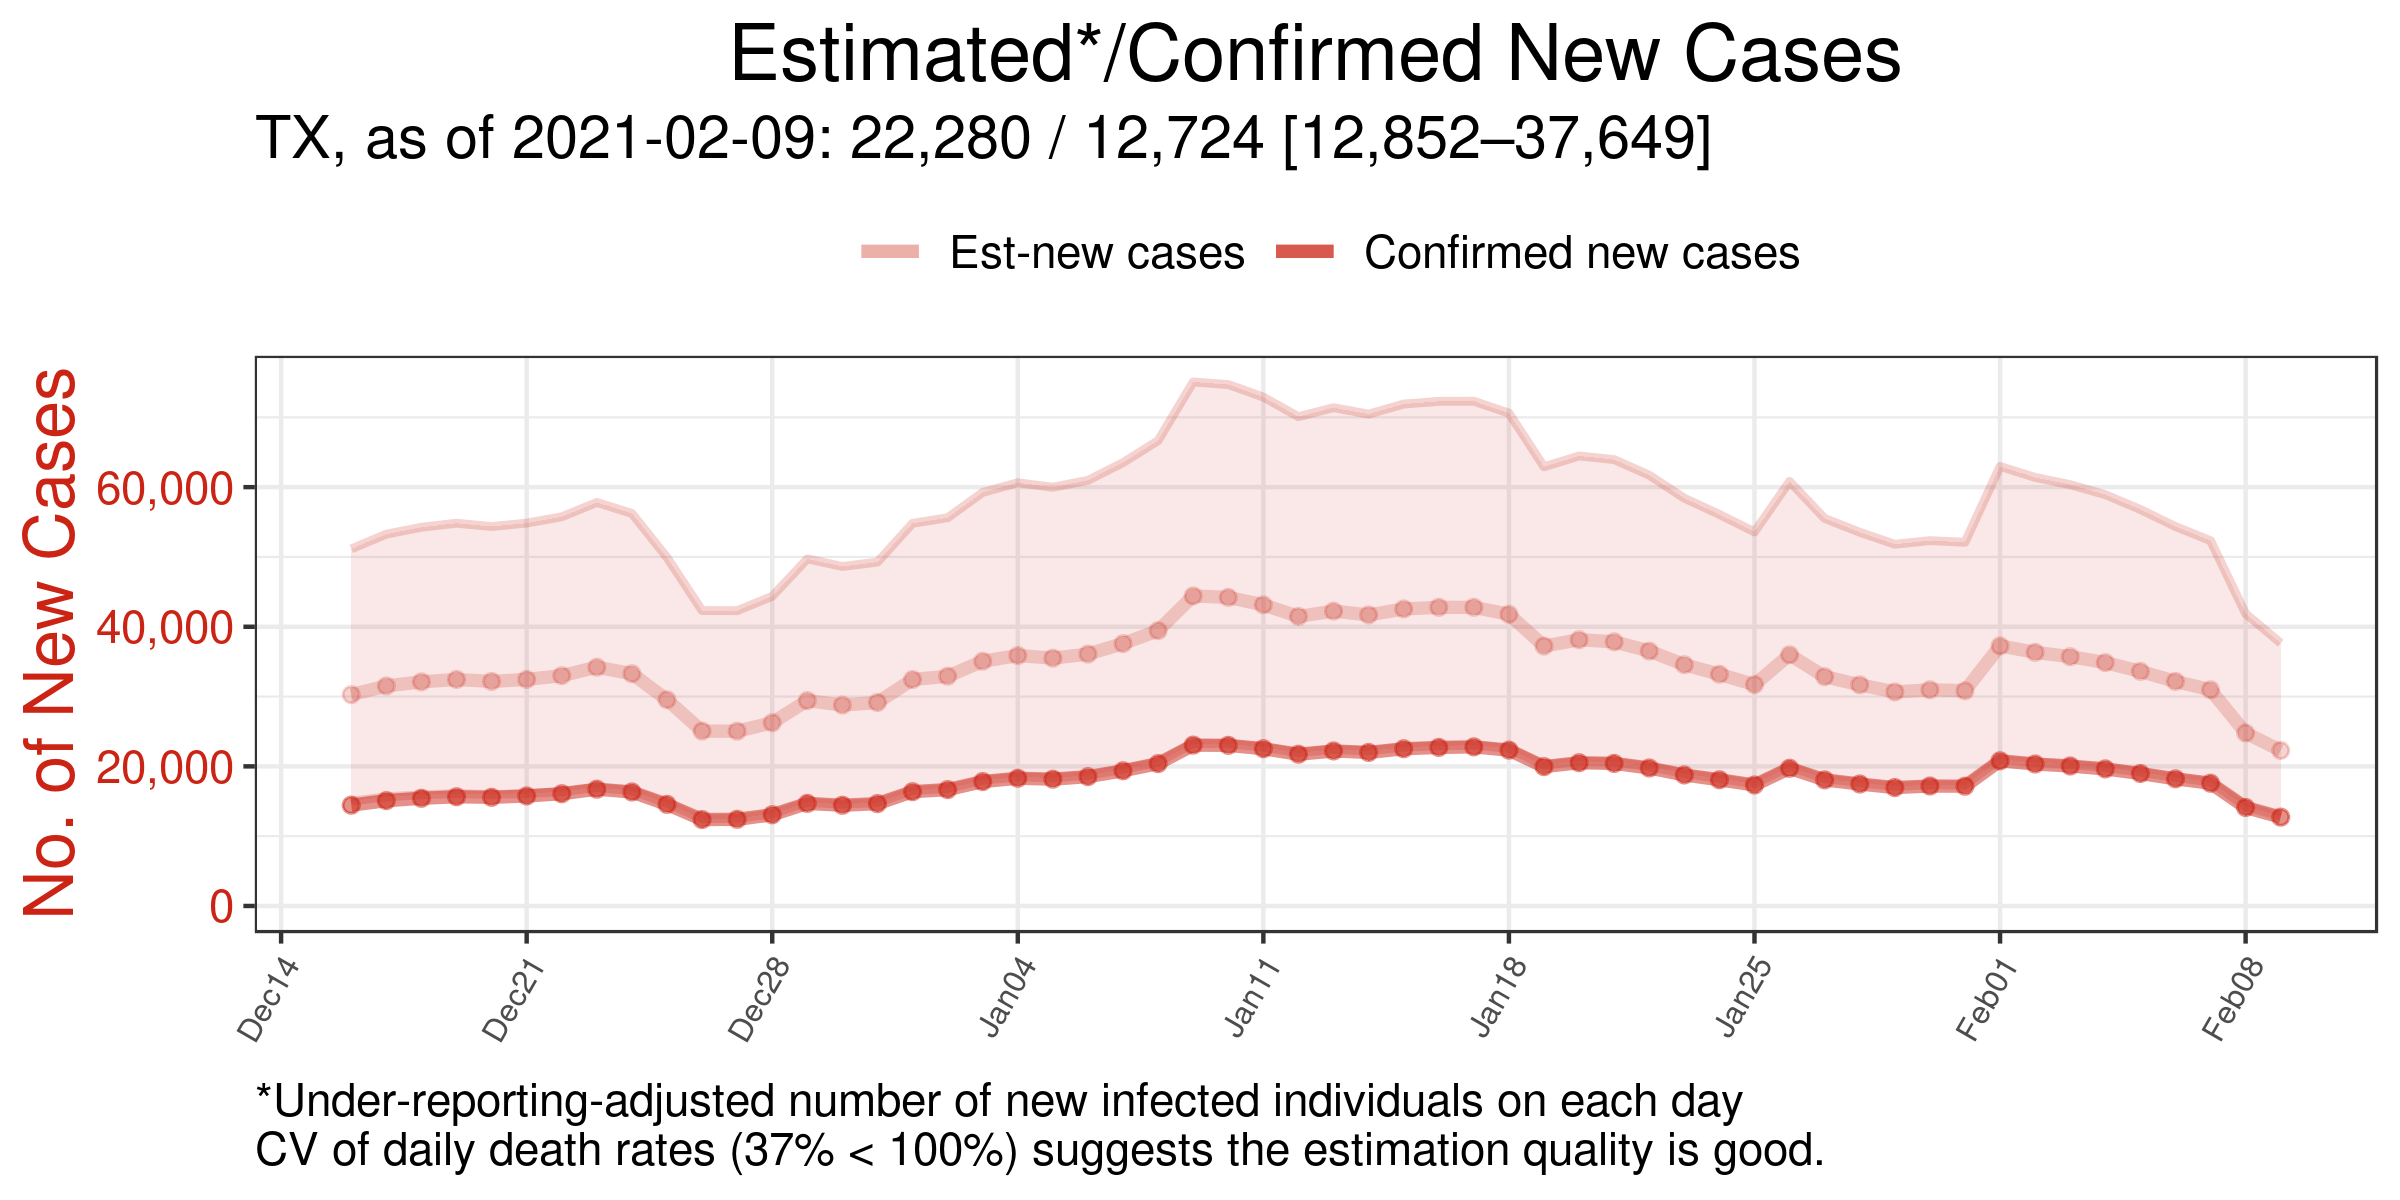 Estimated*/Confirmed New Cases
TX, as of 2021-02-09: 22,280 / 12,724 [12,852–37,649]
Est-new cases
Confirmed new cases
No. of New Cases
60,000
40,000
20,000
0
Dec14
Dec21
Dec28
Jan04
Jan11
Jan18
Jan25
Feb01
Feb08
*Under-reporting-adjusted number of new infected individuals on each day
CV of daily death rates (37% < 100%) suggests the estimation quality is good.